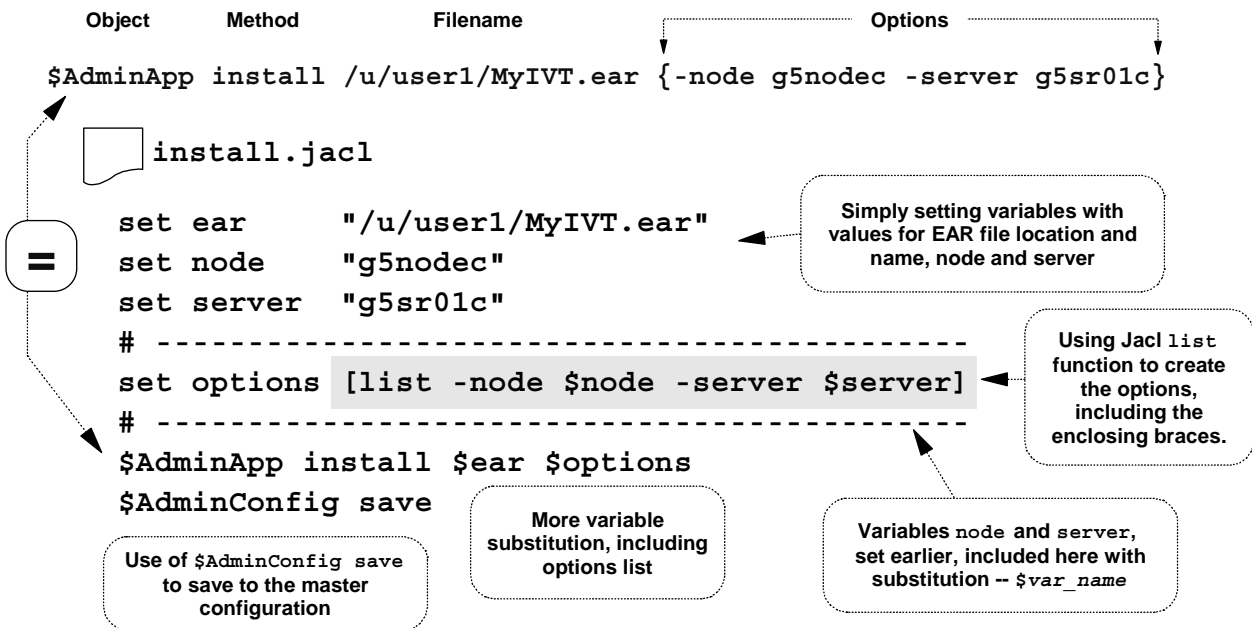 Object Method Filename Options
$AdminApp install /u/user1/MyIVT.ear {-node g5nodec -server g5sr01c}
install.jacl
=
set ear "/u/user1/MyIVT.ear"
set node "g5nodec"
set server "g5sr01c"
# -------------------------------------------
set options [list -node $node -server $server]
# -------------------------------------------
$AdminApp install $ear $options
$AdminConfig save
Simply setting variables with
values for EAR file location and
name, node and server
Using Jacl list
function to create
the options,
including the
enclosing braces.
Use of $AdminConfig save
to save to the master
configuration
More variable
substitution, including
options list
Variables node and server,
set earlier, included here with
substitution -- $var_name